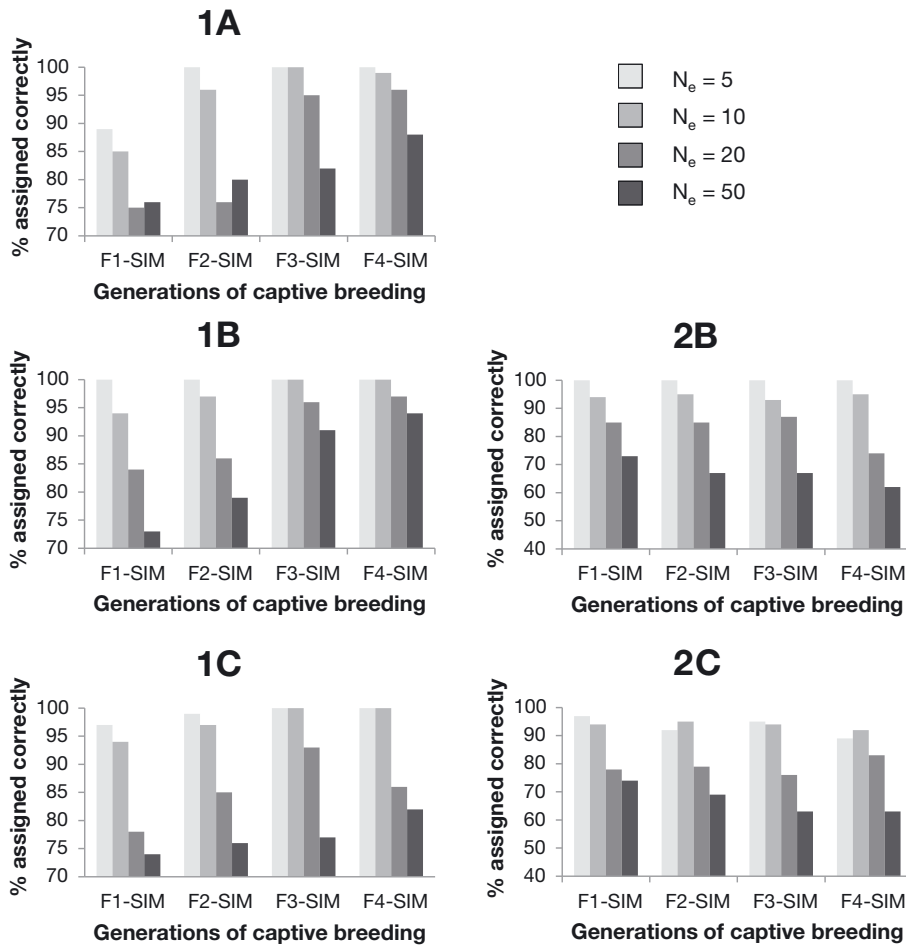 1A
% assigned correctly
100
95
90
85
80
75
70
F1-SIM F2-SIM F3-SIM F4-SIM
Generations of captive breeding
Ne = 5
Ne = 10
Ne = 20
Ne = 50
1B
% assigned correctly
100
95
90
85
80
75
70
F1-SIM F2-SIM F3-SIM F4-SIM
Generations of captive breeding
2B
% assigned correctly
100
90
80
70
60
50
40
F1-SIM F2-SIM F3-SIM F4-SIM
Generations of captive breeding
1C
% assigned correctly
100
95
90
85
80
75
70
F1-SIM F2-SIM F3-SIM F4-SIM
Generations of captive breeding
2C
% assigned correctly
100
90
80
70
60
50
40
F1-SIM F2-SIM F3-SIM F4-SIM
Generations of captive breeding